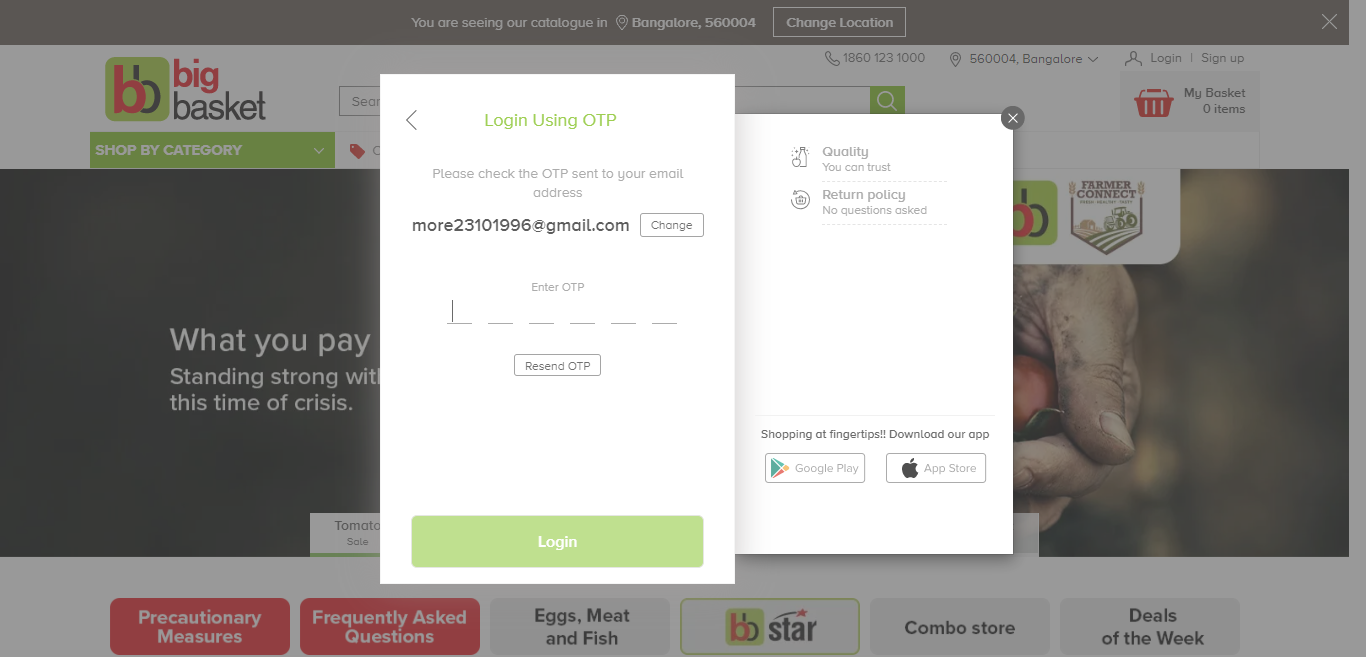 You are seeing our catalogue in Bangalore, 560004 Change Location
1860 123 1000 560004, Bangalore Login | Sign up
bb big
basket
My Basket
0 items
SHOP BY CATEGORY
Login Using OTP
Please check the OTP sent to your email
address
more23101996@gmail.com Change
Enter OTP
Resend OTP
Login
Quality
You can trust
Return policy
No questions asked
Shopping at fingertips!! Download our app
Google Play App Store
FARMER
CONNECT
FRESH. HEALTHY. TASTY
What you pay
Standing strong with
this time of crisis.
Sale
Precautionary
Measures
Frequently Asked
Questions
Eggs, Meat
and Fish
bb star
Combo store
Deals
of the Week